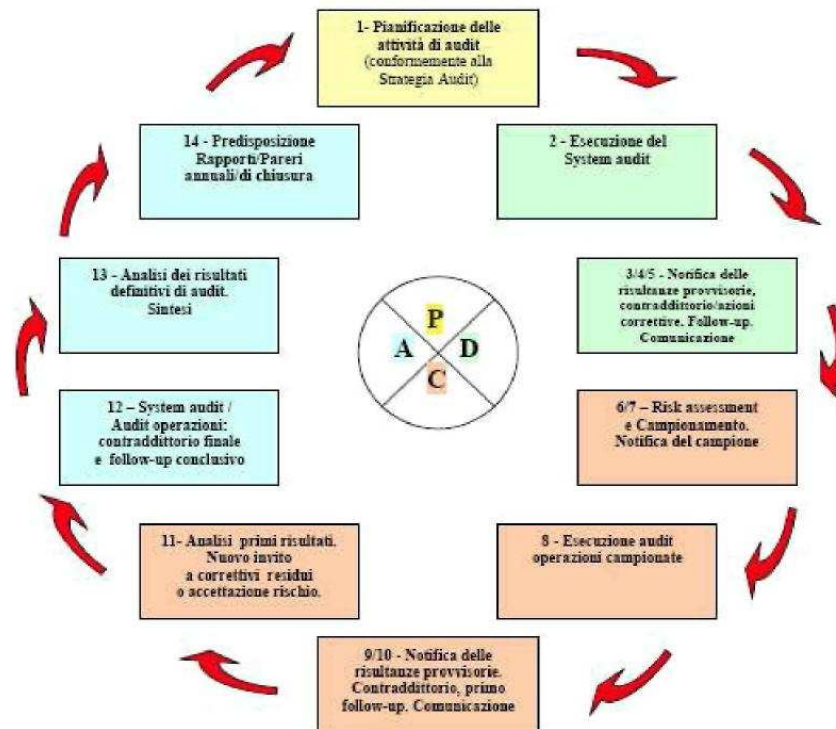 1- Pianificazione delle
attività di audit
(conformemente alla
Strategia Audit)
2 - Esecuzione del
System audit
3/4/5 - Notifica delle
risultanze provvisorie,
contraddittorio/azioni
correttive. Follow-up.
Comunicazione
6/7 – Risk assessment
e Campionamento.
Notifica del campione
8 - Esecuzione audit
operazioni campionate
9/10 - Notifica delle
risultanze provvisorie.
Contraddittorio, primo
follow-up. Comunicazione
11- Analisi primi risultati.
Nuovo invito
a correttivi residui
o accettazione rischio.
12 – System audit /
Audit operazioni:
contraddittorio finale
e follow-up conclusivo
13 - Analisi dei risultati
definitivi di audit.
Sintesi
14 - Predisposizione
Rapporti/Pareri
annuali/di chiusura
P
A D
C